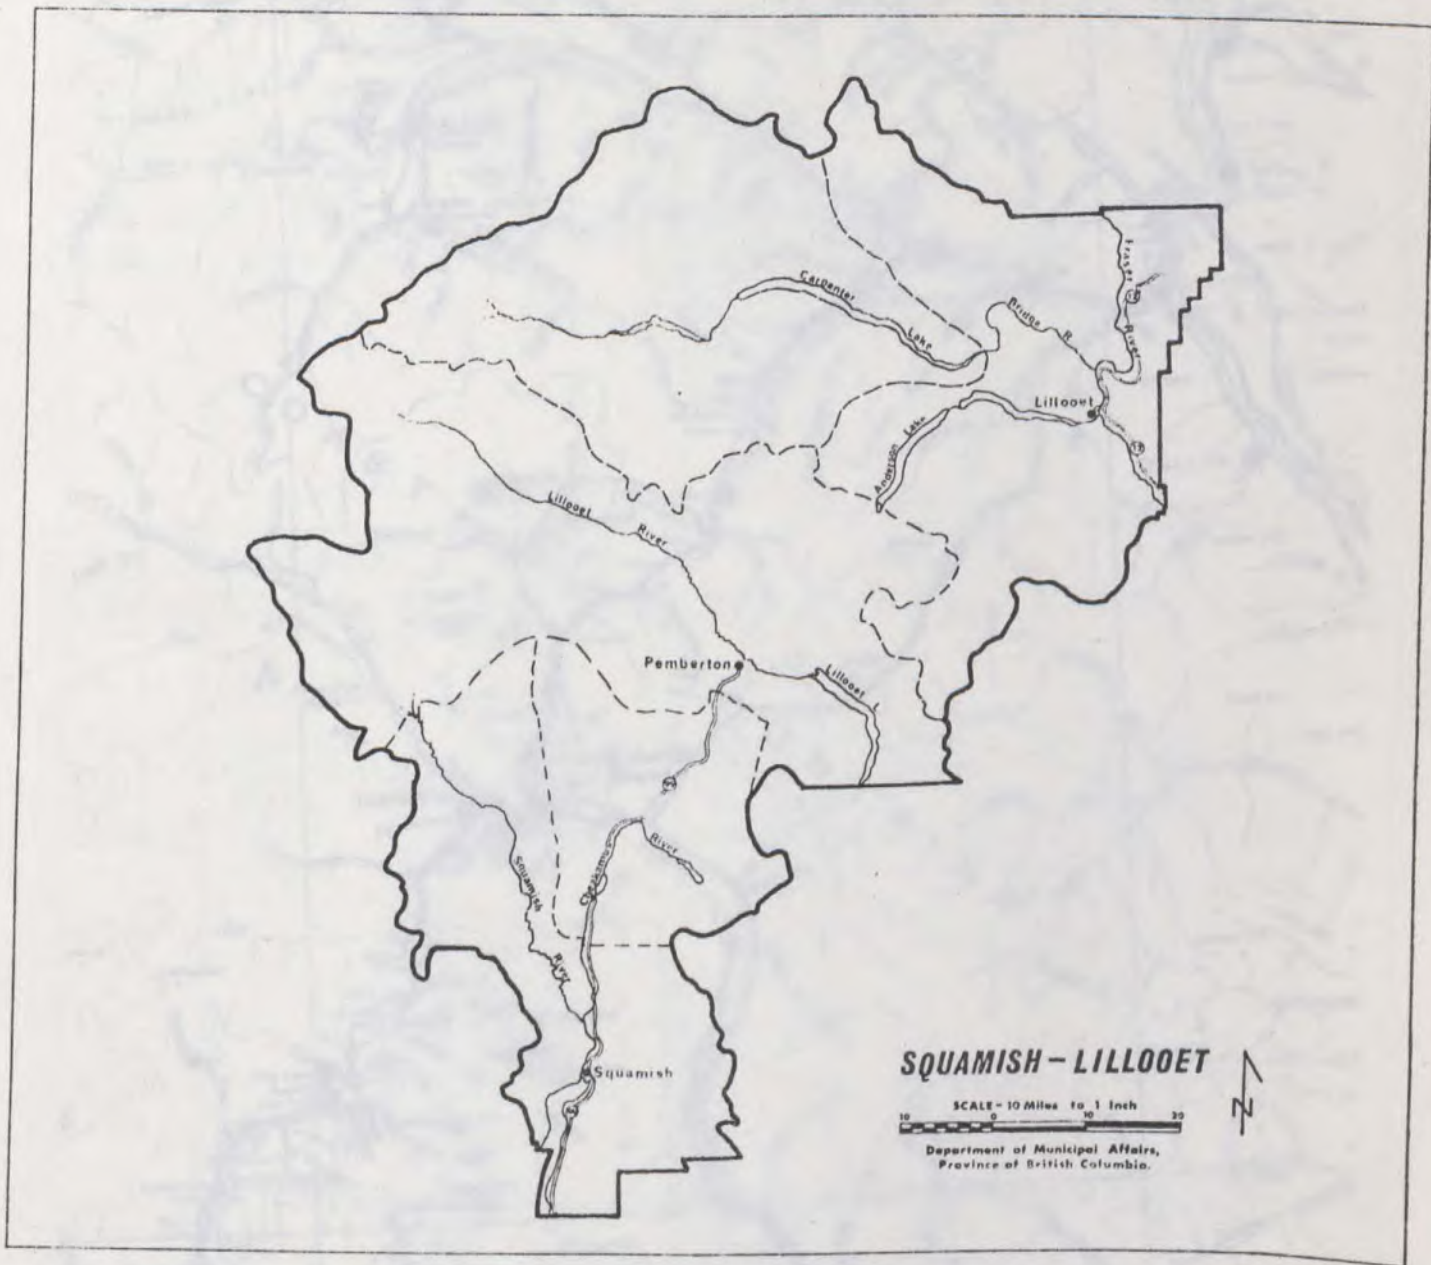 Fraser
River
Carpenter
Lake
Bridge R.
Lillooet
Anderson Lake
Lillooet
River
Pemberton
Lillooet
Squamish
River
Cheakamus
River
Squamish
SQUAMISH – LILLOOET
SCALE – 10 Miles to 1 Inch
10 0 10 20
N
Department of Municipal Affairs,
Province of British Columbia.